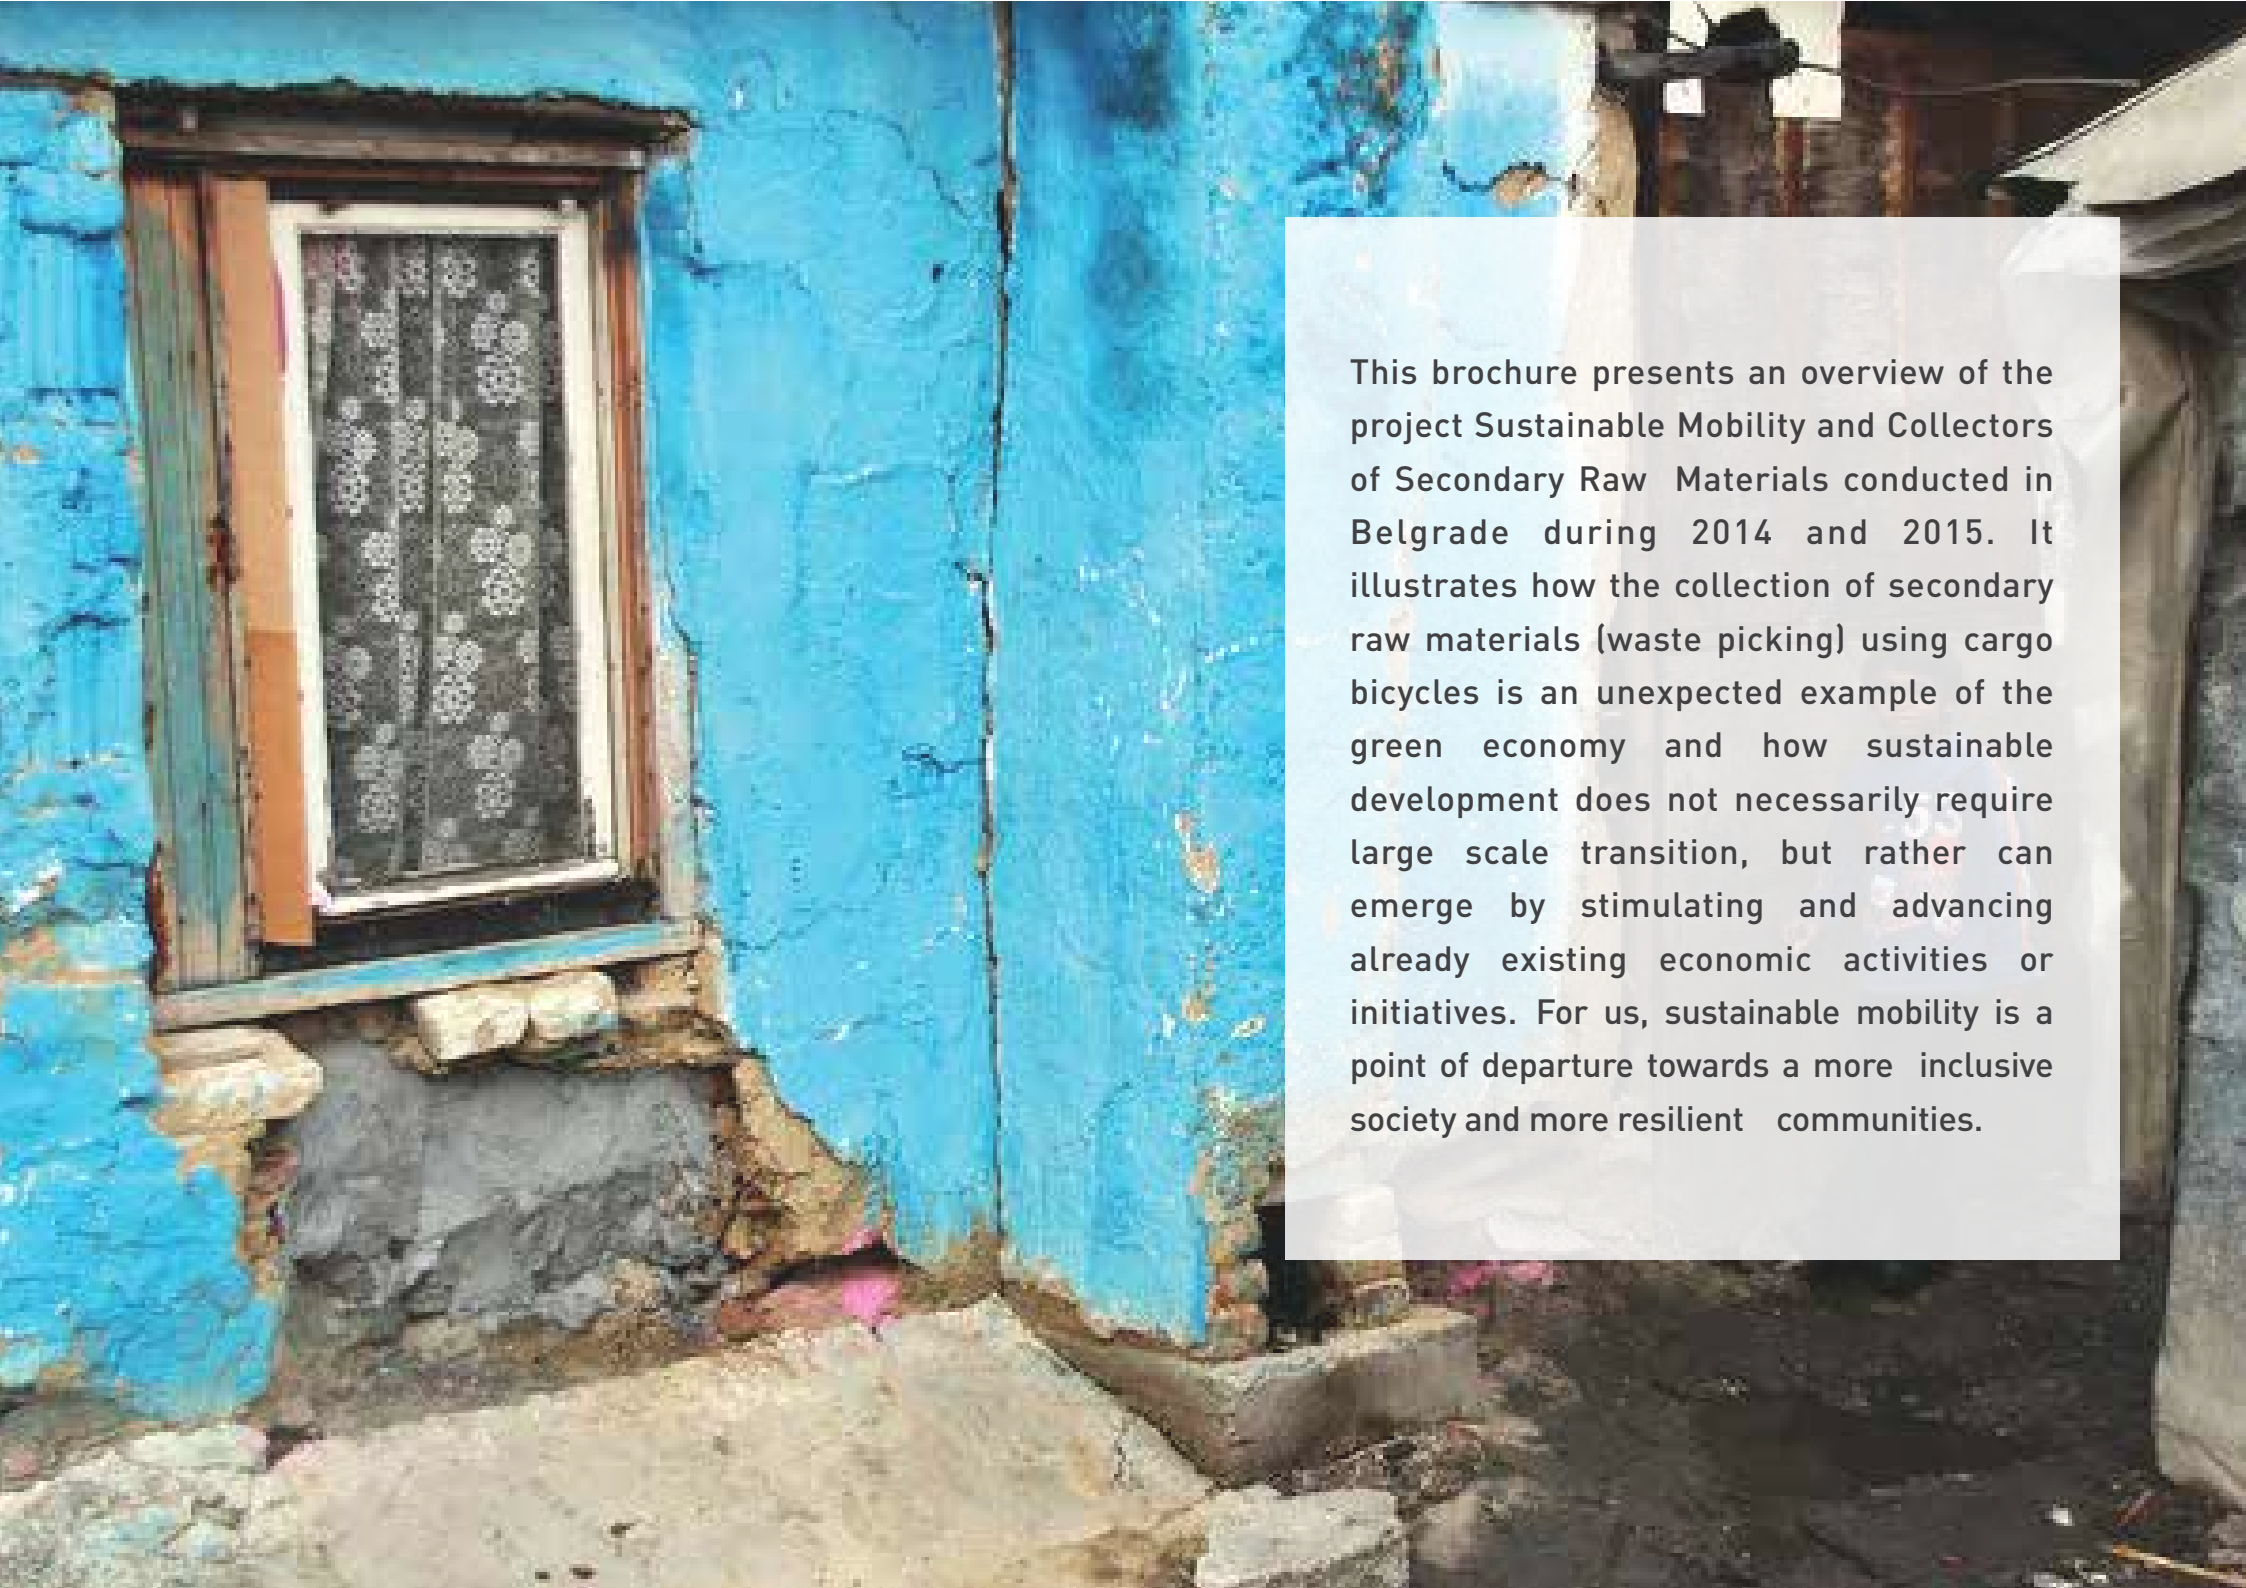 This brochure presents an overview of the
project Sustainable Mobility and Collectors
of Secondary Raw Materials conducted in
Belgrade during 2014 and 2015. It
illustrates how the collection of secondary
raw materials (waste picking) using cargo
bicycles is an unexpected example of the
green economy and how sustainable
development does not necessarily require
large scale transition, but rather can
emerge by stimulating and advancing
already existing economic activities or
initiatives. For us, sustainable mobility is a
point of departure towards a more inclusive
society and more resilient communities.